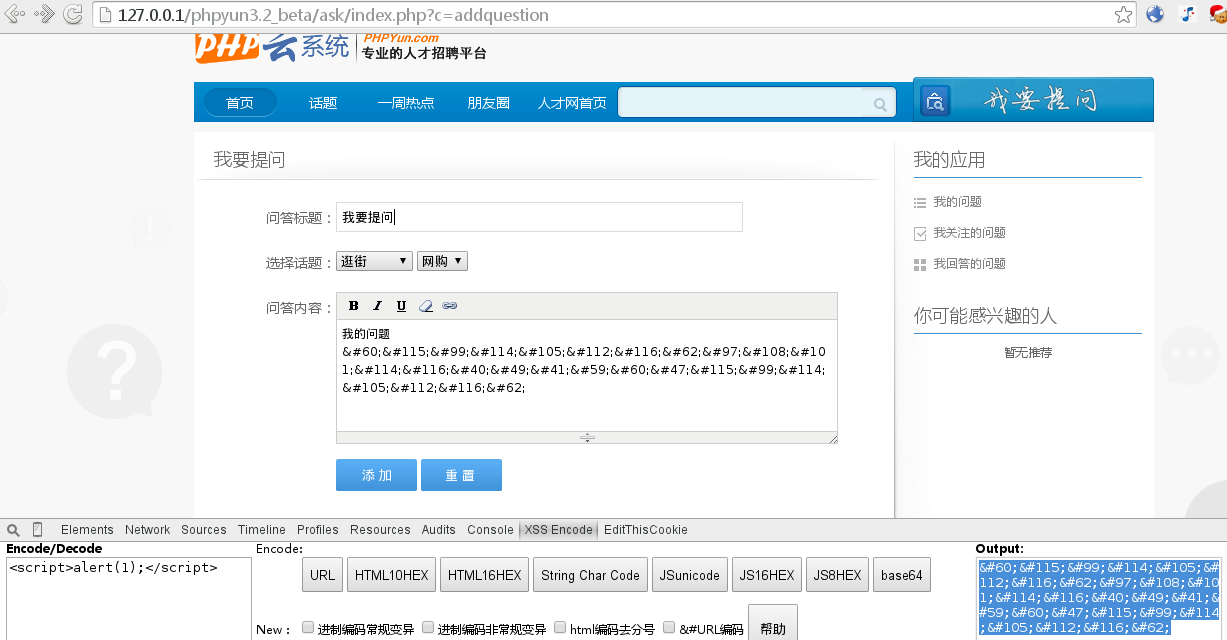 127.0.0.1/phpyun3.2_beta/ask/index.php?c=addquestion
PHP云系统
PHPYun.com
专业的人才招聘平台
首页 话题 一周热点 朋友圈 人才网首页 我要提问
我要提问
问答标题： 我要提问
选择话题： 逛街 网购
问答内容： B I U
我的问题
&#60;&#115;&#99;&#114;&#105;&#112;&#116;&#62;&#97;&#108;&#10
1;&#114;&#116;&#40;&#49;&#41;&#59;&#60;&#47;&#115;&#99;&#114;
&#105;&#112;&#116;&#62;
添 加 重 置
我的应用
我的问题
我关注的问题
我回答的问题
你可能感兴趣的人
暂无推荐
Elements Network Sources Timeline Profiles Resources Audits Console XSS Encode EditThisCookie
Encode/Decode
<script>alert(1);</script>
Encode:
URL HTML10HEX HTML16HEX String Char Code JSunicode JS16HEX JS8HEX base64
New： 进制编码常规变异 进制编码非常规变异 html编码去分号 &#URL编码 帮助
Output:
&#60;&#115;&#99;&#114;&#105;&#
112;&#116;&#62;&#97;&#108;&#10
1;&#114;&#116;&#40;&#49;&#41;&
#59;&#60;&#47;&#115;&#99;&#114
;&#105;&#112;&#116;&#62;